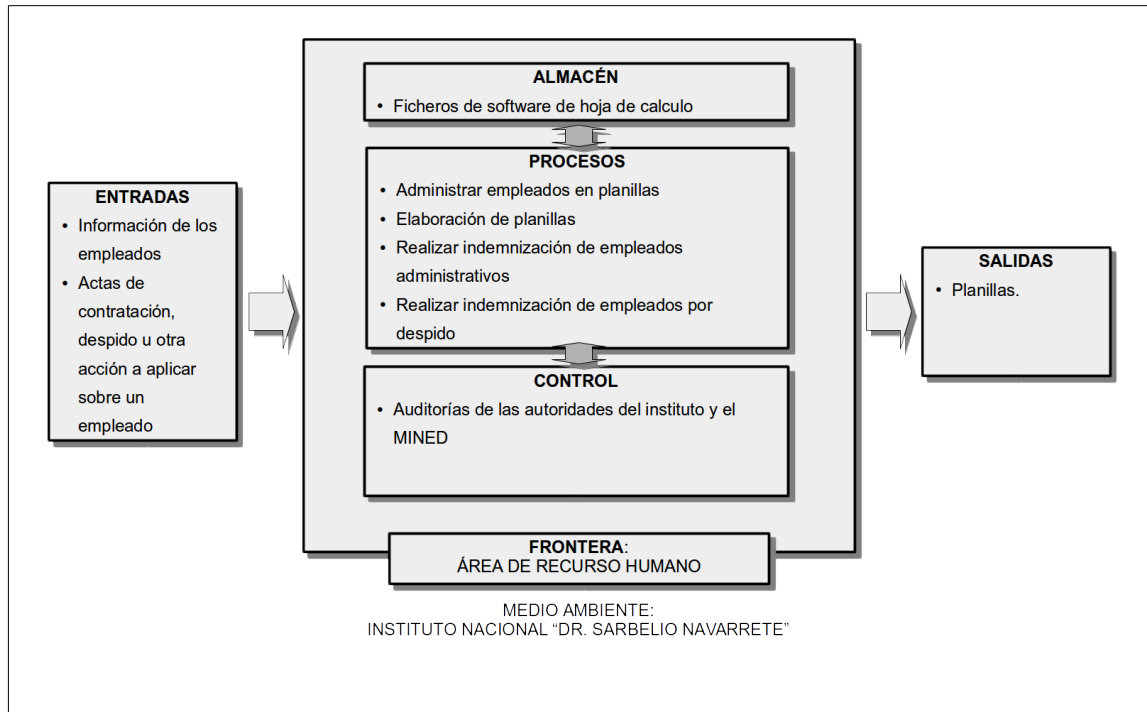 ALMACÉN
• Ficheros de software de hoja de calculo
PROCESOS
• Administrar empleados en planillas
• Elaboración de planillas
• Realizar indemnización de empleados
administrativos
• Realizar indemnización de empleados por
despido
CONTROL
• Auditorías de las autoridades del instituto y el
MINED
ENTRADAS
• Información de los
empleados
• Actas de
contratación,
despido u otra
acción a aplicar
sobre un
empleado
SALIDAS
• Planillas.
FRONTERA:
ÁREA DE RECURSO HUMANO
MEDIO AMBIENTE:
INSTITUTO NACIONAL “DR. SARBELIO NAVARRETE”